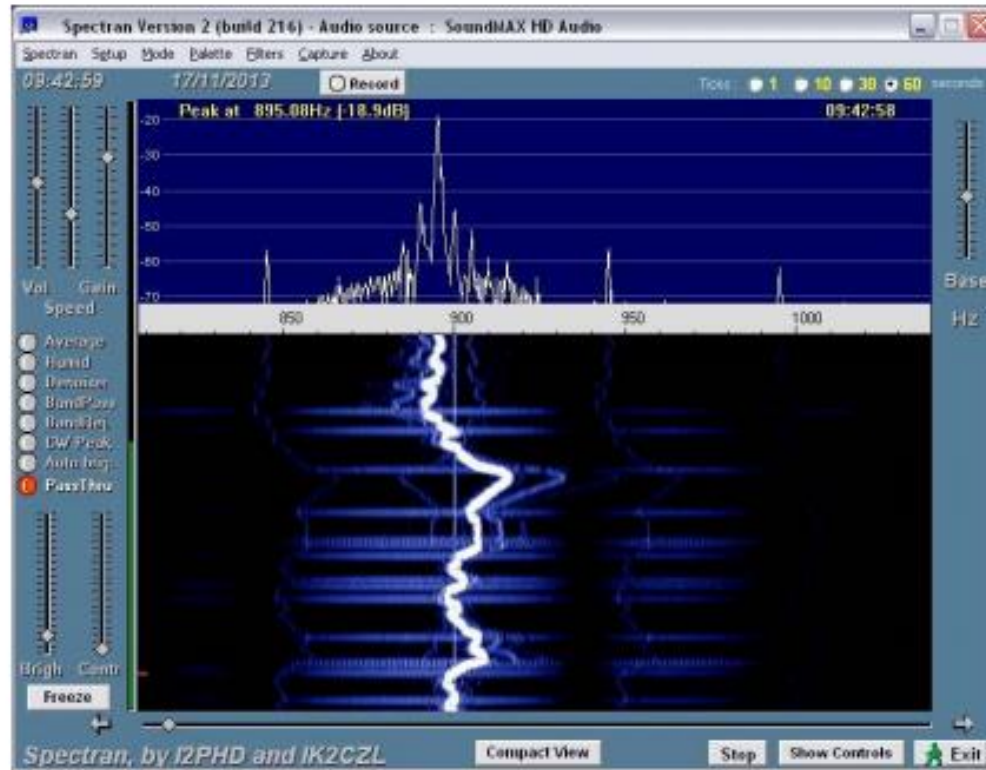 Spectran Version 2 (build 216) - Audio source : SoundMAX HD Audio
Spectran Setup Mode Palette Filters Capture About
09:42:59 17/11/2013 Record Ticks: 1 10 30 60 seconds
Peak at 895.08Hz [-18.9dB] 09:42:58
-20
-30
-40
-50
-60
-70
Vol Gain Base
Speed
850 900 950 1000 Hz
Average
Denoiser
BandPass
CW Peak
PassThru
Brigh Contr
Freeze
Spectran, by I2PHD and IK2CZL Compact View Stop Show Controls Exit